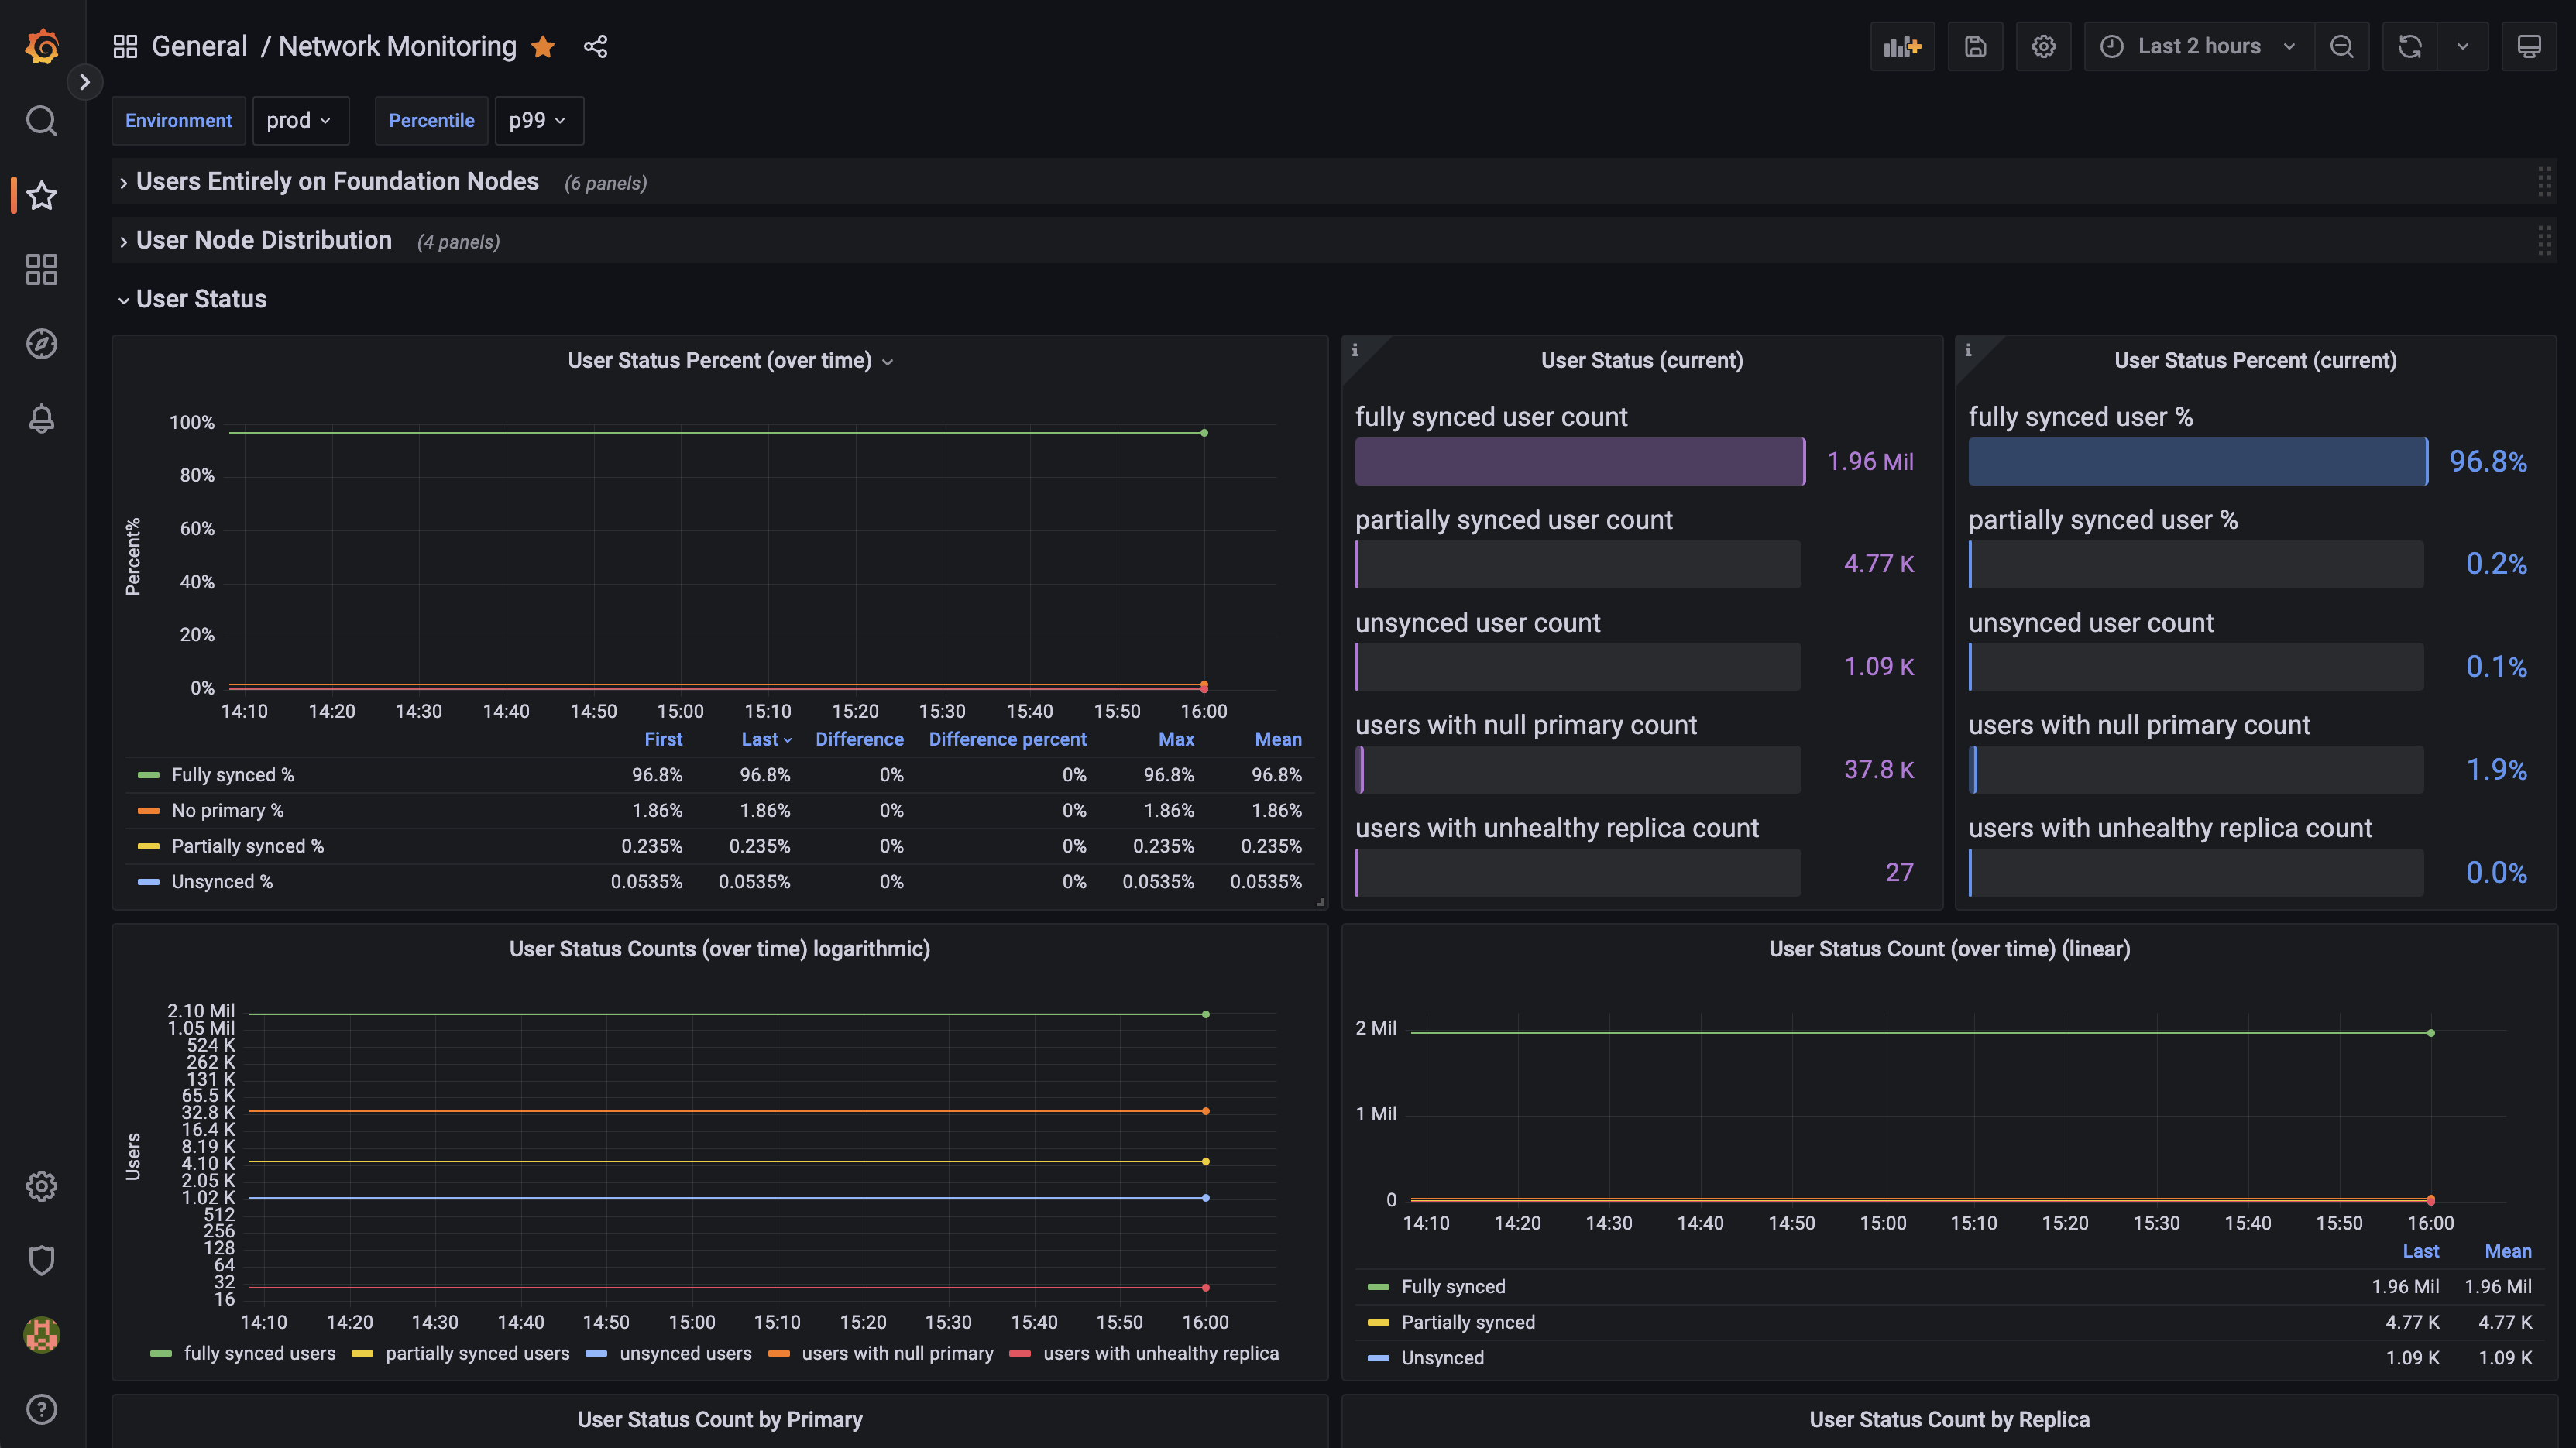 General / Network Monitoring
Last 2 hours
Environment prod Percentile p99
Users Entirely on Foundation Nodes (6 panels)
User Node Distribution (4 panels)
User Status
User Status Percent (over time)
Percent%
100%
80%
60%
40%
20%
0%
14:10 14:20 14:30 14:40 14:50 15:00 15:10 15:20 15:30 15:40 15:50 16:00
First Last Difference Difference percent Max Mean
Fully synced % 96.8% 96.8% 0% 0% 96.8% 96.8%
No primary % 1.86% 1.86% 0% 0% 1.86% 1.86%
Partially synced % 0.235% 0.235% 0% 0% 0.235% 0.235%
Unsynced % 0.0535% 0.0535% 0% 0% 0.0535% 0.0535%
i
User Status (current)
fully synced user count
1.96 Mil
partially synced user count
4.77 K
unsynced user count
1.09 K
users with null primary count
37.8 K
users with unhealthy replica count
27
i
User Status Percent (current)
fully synced user %
96.8%
partially synced user %
0.2%
unsynced user count
0.1%
users with null primary count
1.9%
users with unhealthy replica count
0.0%
User Status Counts (over time) logarithmic)
Users
2.10 Mil
1.05 Mil
524 K
262 K
131 K
65.5 K
32.8 K
16.4 K
8.19 K
4.10 K
2.05 K
1.02 K
512
256
128
64
32
16
14:10 14:20 14:30 14:40 14:50 15:00 15:10 15:20 15:30 15:40 15:50 16:00
fully synced users partially synced users unsynced users users with null primary users with unhealthy replica
User Status Count (over time) (linear)
2 Mil
1 Mil
0
14:10 14:20 14:30 14:40 14:50 15:00 15:10 15:20 15:30 15:40 15:50 16:00
Last Mean
Fully synced 1.96 Mil 1.96 Mil
Partially synced 4.77 K 4.77 K
Unsynced 1.09 K 1.09 K
User Status Count by Primary
User Status Count by Replica